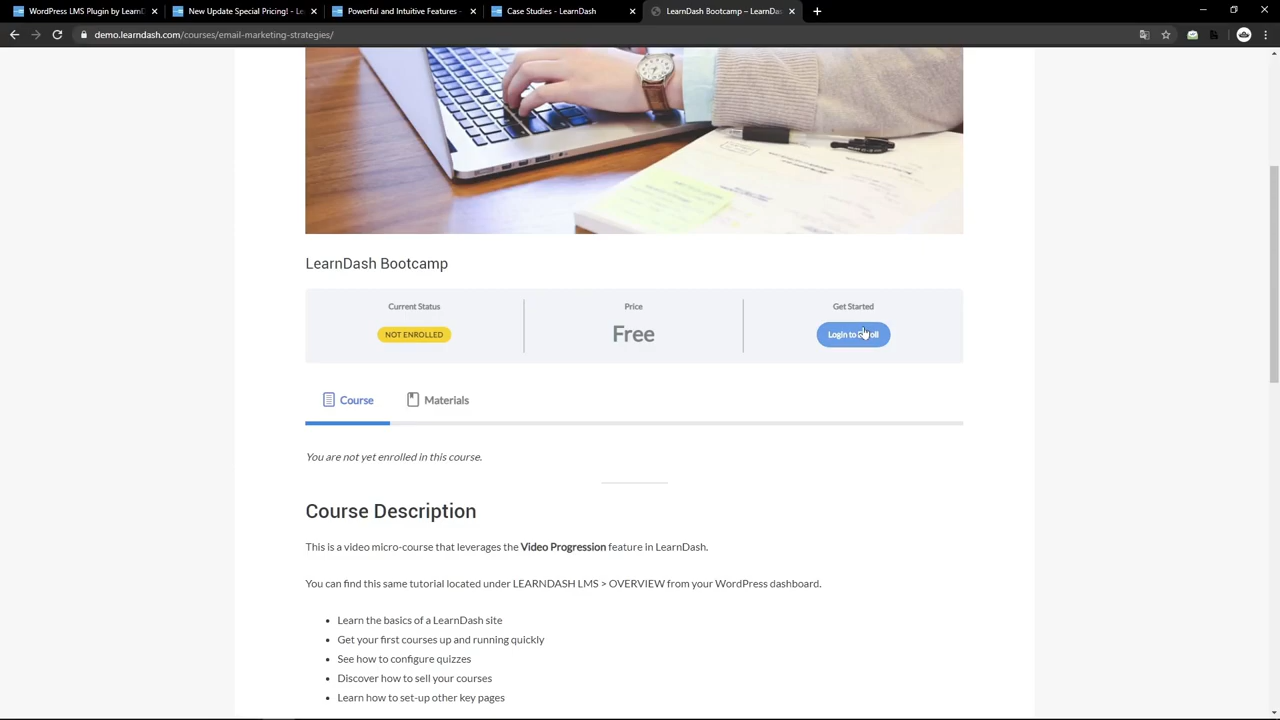 WordPress LMS Plugin by LearnD
New Update Special Pricing! - Le
Powerful and Intuitive Features
Case Studies - LearnDash
LearnDash Bootcamp – LearnDas
demo.learndash.com/courses/email-marketing-strategies/
LearnDash Bootcamp
Current Status
Price
Get Started
NOT ENROLLED
Free
Login to Enroll
Course
Materials
You are not yet enrolled in this course.
Course Description
This is a video micro-course that leverages the Video Progression feature in LearnDash.
You can find this same tutorial located under LEARNDASH LMS > OVERVIEW from your WordPress dashboard.
Learn the basics of a LearnDash site
Get your first courses up and running quickly
See how to configure quizzes
Discover how to sell your courses
Learn how to set-up other key pages